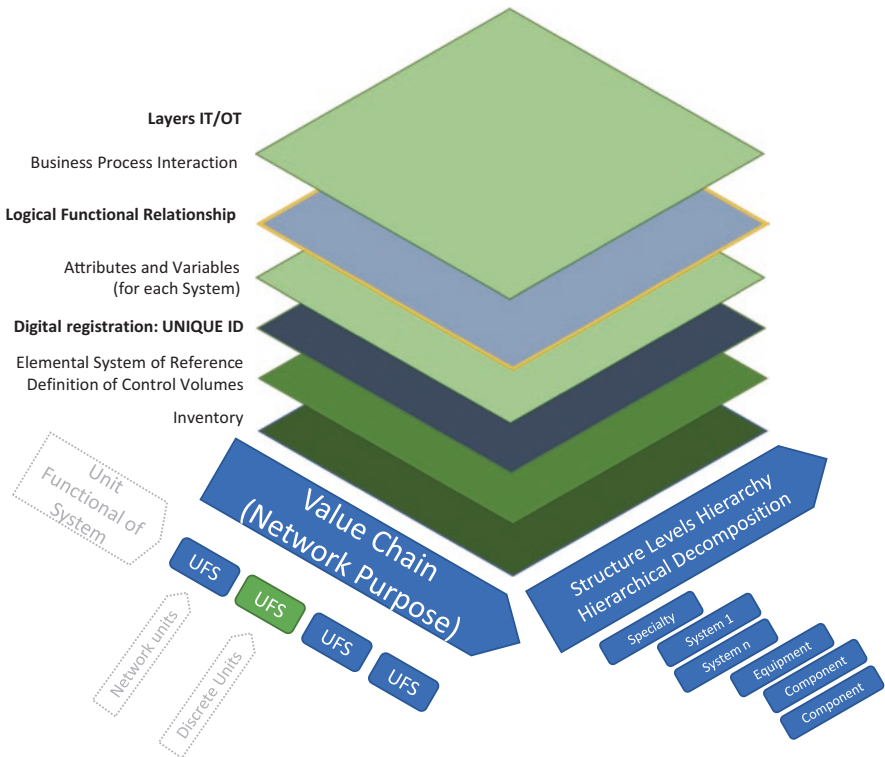 Layers IT/OT
Business Process Interaction
Logical Functional Relationship
Attributes and Variables
(for each System)
Digital registration: UNIQUE ID
Elemental System of Reference
Definition of Control Volumes
Inventory
Unit
Functional of
System
Value Chain
(Network Purpose)
Structure Levels Hierarchy
Hierarchical Decomposition
UFS
UFS
UFS
UFS
Network units
Discrete Units
Specialty
System 1
System n
Equipment
Component
Component